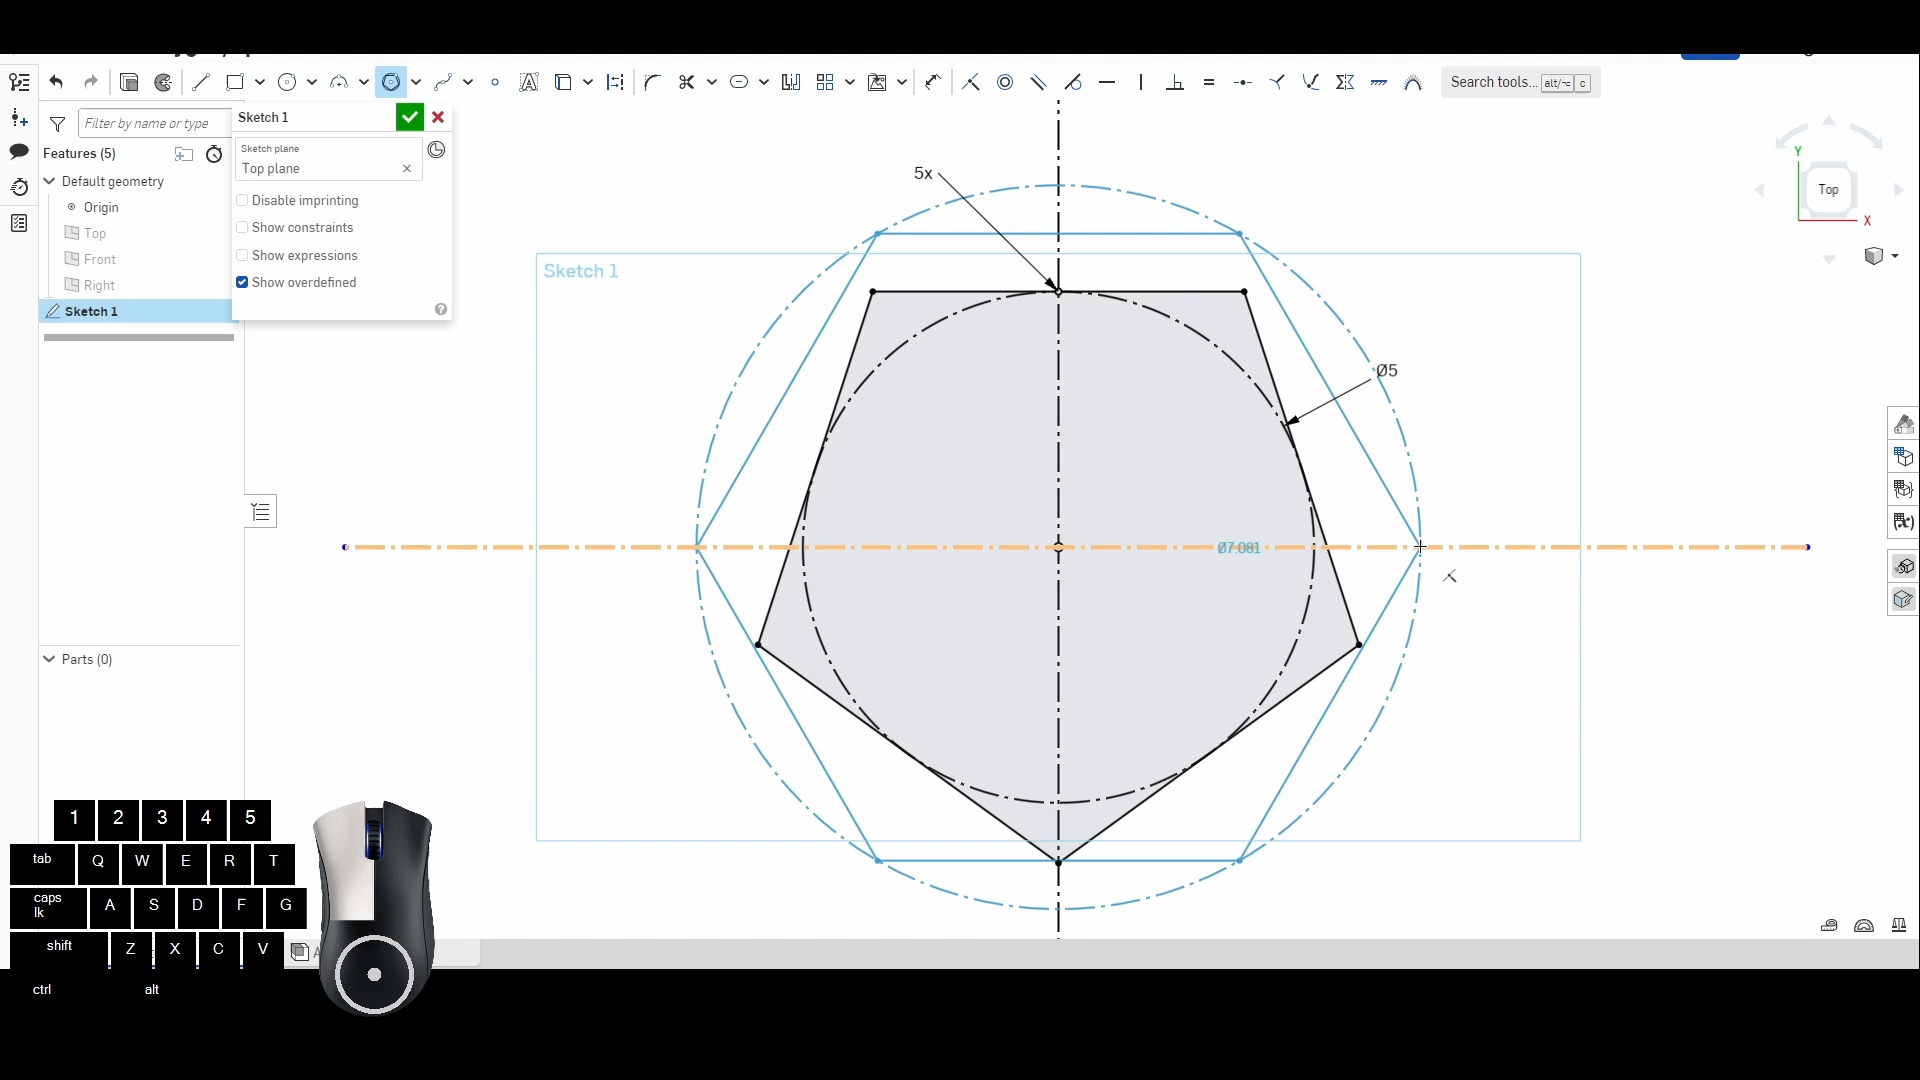 Search tools... alt/⌥ c
Filter by name or type
Sketch 1
Features (5)
Sketch plane
Top plane
Default geometry
Origin
Top
Front
Right
Sketch 1
Disable imprinting
Show constraints
Show expressions
Show overdefined
Sketch 1
5x
Ø5
Ø7.081
Y
Top
X
Parts (0)
1 2 3 4 5
tab Q W E R T
caps lk A S D F G
shift Z X C V
ctrl alt